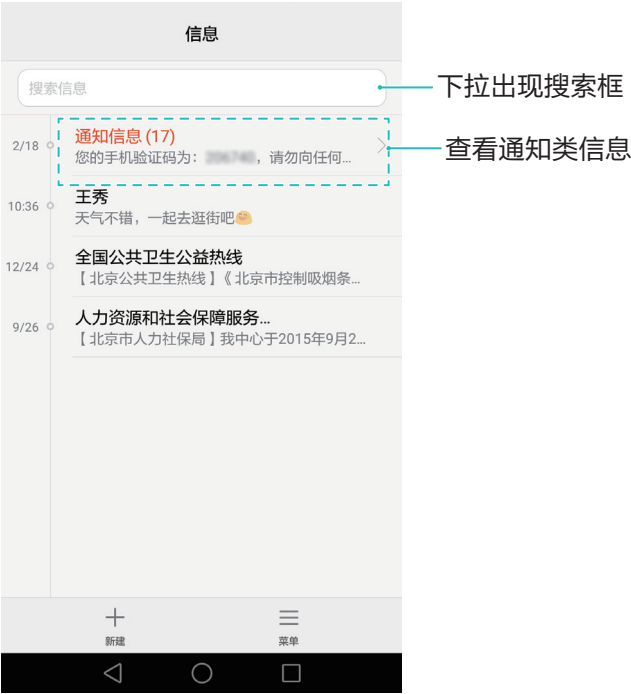 信息
搜索信息
下拉出现搜索框
2/18
通知信息 (17)
您的手机验证码为： ，请勿向任何...
查看通知类信息
10:36
王秀
天气不错，一起去逛街吧
12/24
全国公共卫生公益热线
【北京公共卫生热线】《北京市控制吸烟条...
9/26
人力资源和社会保障服务...
【北京市人力社保局】我中心于2015年9月2...
新建
菜单